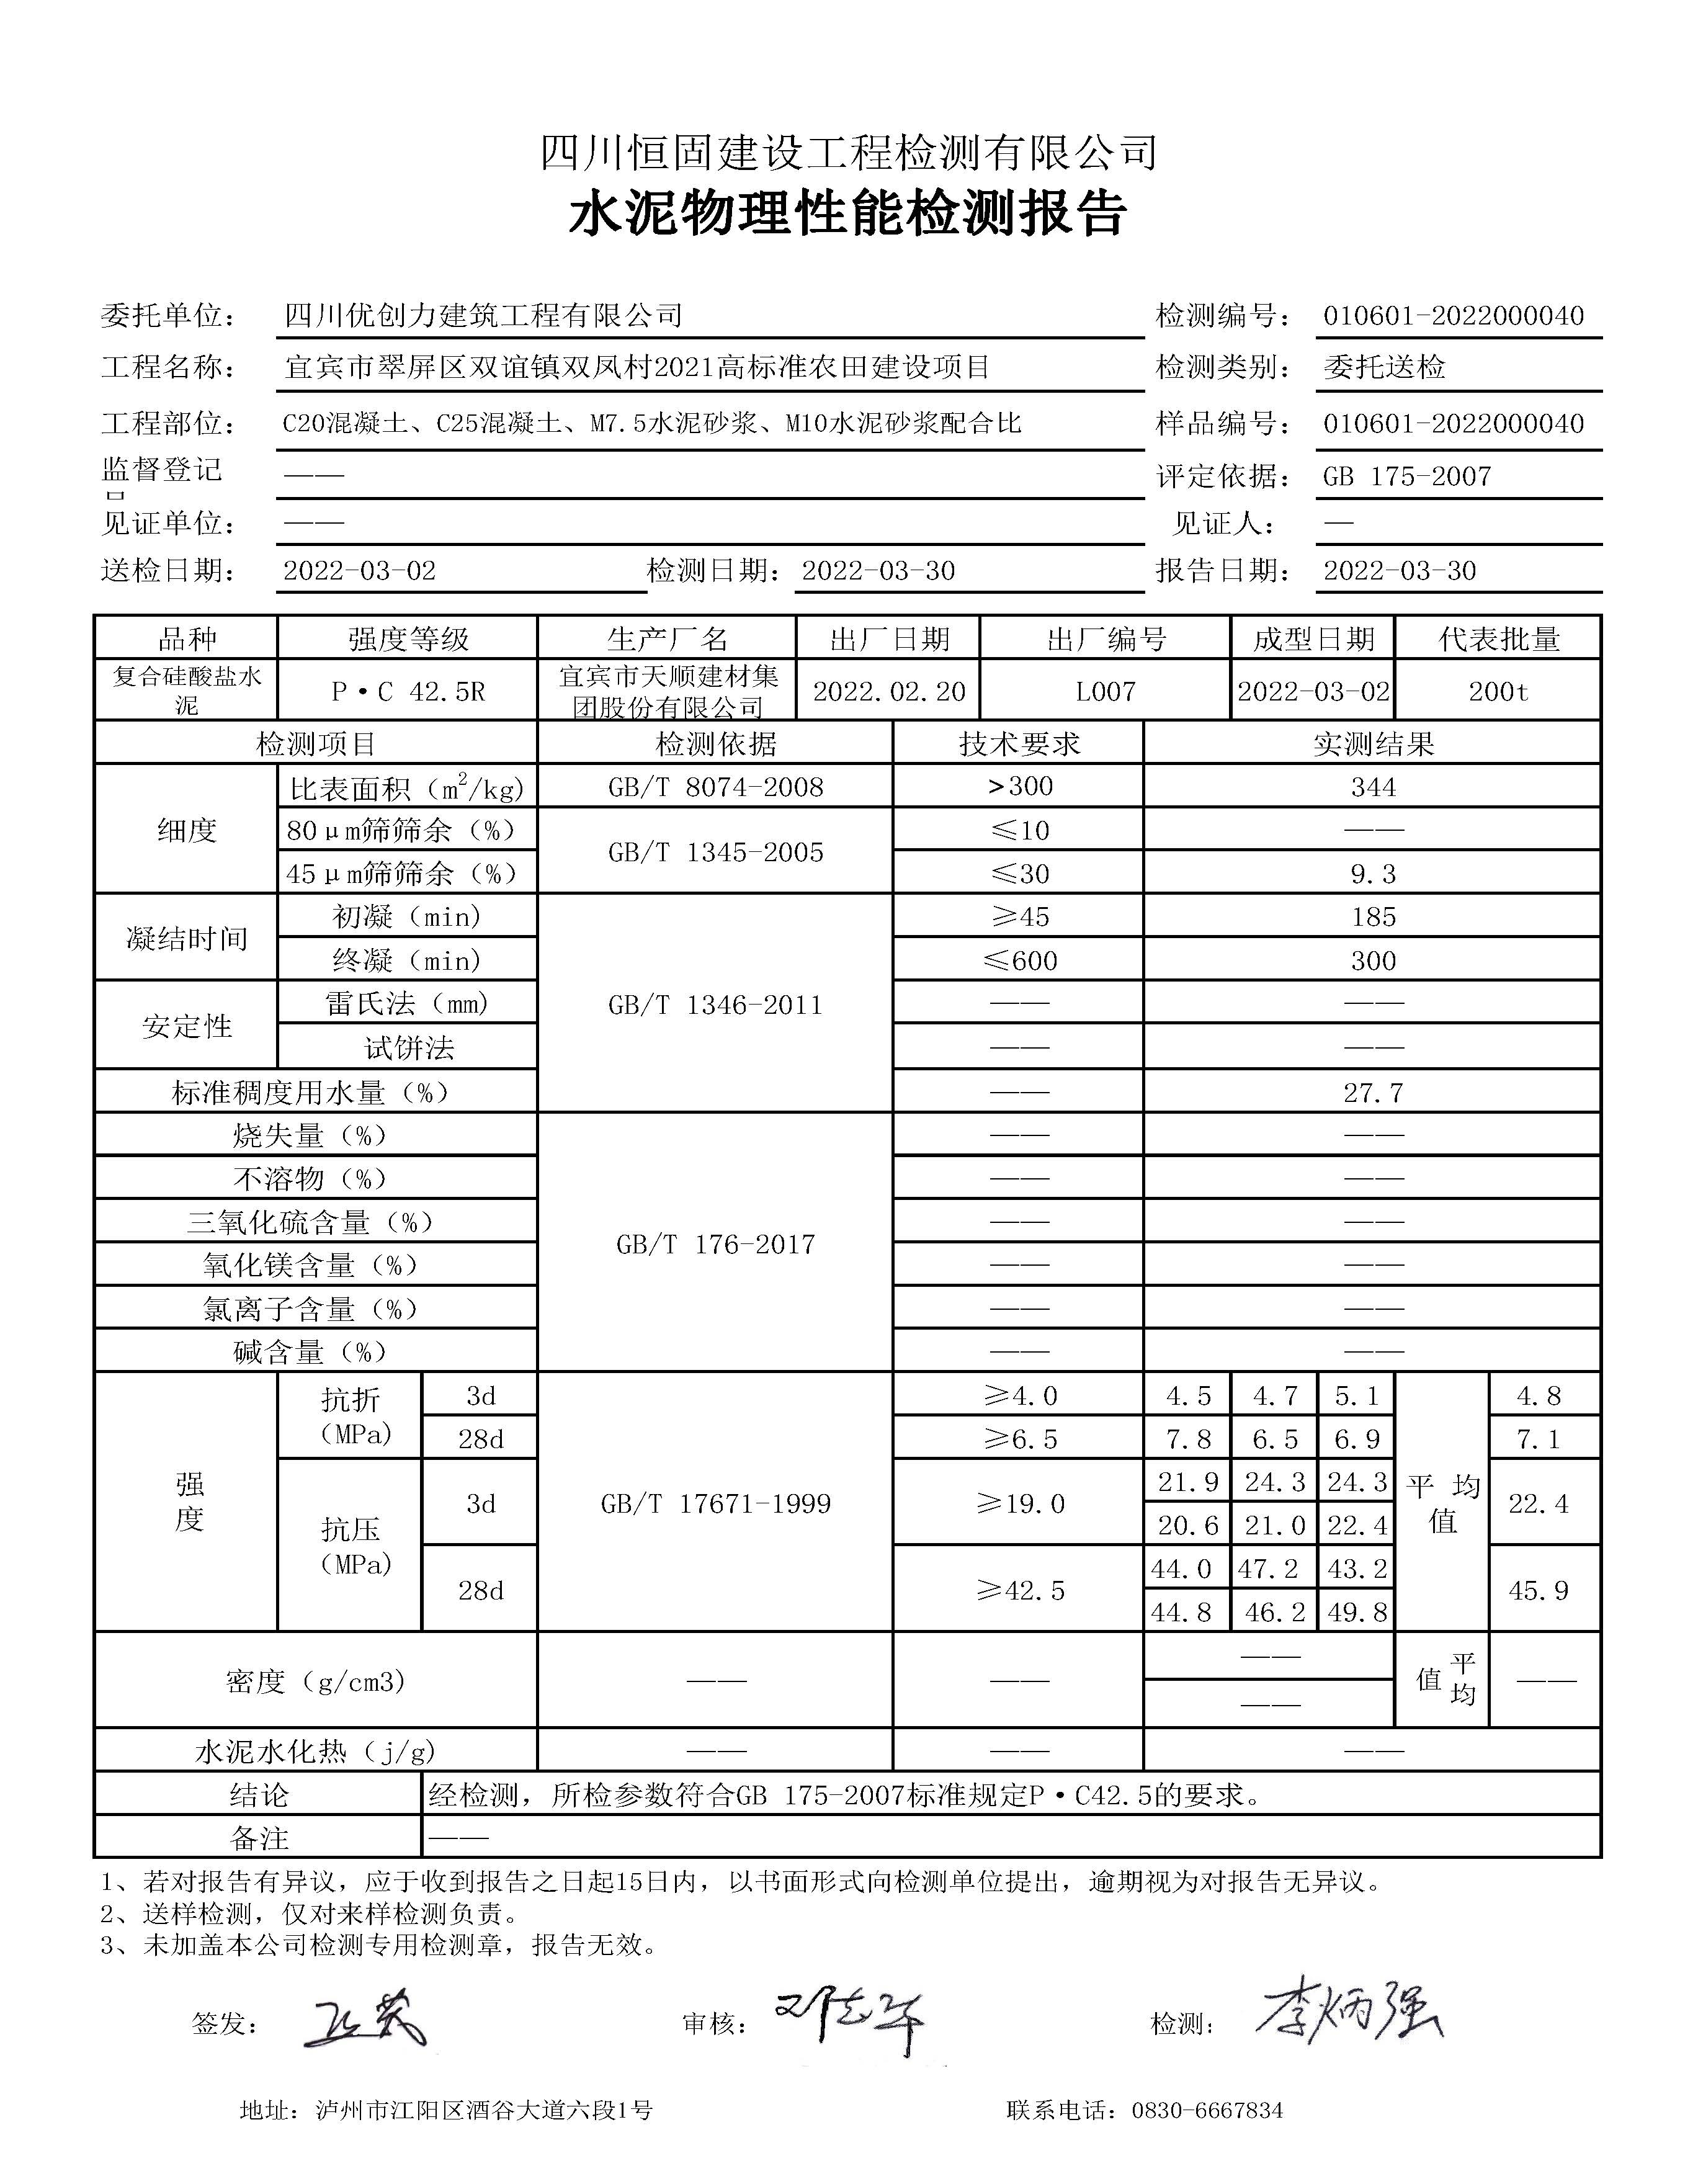 四川恒固建设工程检测有限公司
水泥物理性能检测报告
委托单位： 四川优创力建筑工程有限公司 检测编号： 010601-2022000040
工程名称： 宜宾市翠屏区双谊镇双凤村2021高标准农田建设项目 检测类别： 委托送检
工程部位： C20混凝土、C25混凝土、M7.5水泥砂浆、M10水泥砂浆配合比 样品编号： 010601-2022000040
监督登记 —— 评定依据： GB 175-2007
见证单位： —— 见证人： —
送检日期： 2022-03-02 检测日期： 2022-03-30 报告日期： 2022-03-30
品种 强度等级 生产厂名 出厂日期 出厂编号 成型日期 代表批量
复合硅酸盐水泥 P·C 42.5R 宜宾市天顺建材集团股份有限公司 2022.02.20 L007 2022-03-02 200t
检测项目 检测依据 技术要求 实测结果
细度 比表面积（m²/kg) GB/T 8074-2008 >300 344
80μm筛筛余（%） GB/T 1345-2005 ≤10 ——
45μm筛筛余（%） ≤30 9.3
凝结时间 初凝（min) GB/T 1346-2011 ≥45 185
终凝（min) ≤600 300
安定性 雷氏法（mm) —— ——
试饼法 —— ——
标准稠度用水量（%） —— 27.7
烧失量（%） GB/T 176-2017 —— ——
不溶物（%） —— ——
三氧化硫含量（%） —— ——
氧化镁含量（%） —— ——
氯离子含量（%） —— ——
碱含量（%） —— ——
强度 抗折（MPa) 3d GB/T 17671-1999 ≥4.0 4.5 4.7 5.1 平均值 4.8
28d ≥6.5 7.8 6.5 6.9 7.1
抗压（MPa) 3d ≥19.0 21.9 24.3 24.3 22.4
20.6 21.0 22.4
28d ≥42.5 44.0 47.2 43.2 45.9
44.8 46.2 49.8
密度（g/cm3) —— —— —— 平均值 ——
——
水泥水化热（j/g) —— —— ——
结论 经检测，所检参数符合GB 175-2007标准规定P·C42.5的要求。
备注 ——
1、若对报告有异议，应于收到报告之日起15日内，以书面形式向检测单位提出，逾期视为对报告无异议。
2、送样检测，仅对来样检测负责。
3、未加盖本公司检测专用检测章，报告无效。
签发： 审核： 检测： 李炳强
地址：泸州市江阳区酒谷大道六段1号 联系电话：0830-6667834